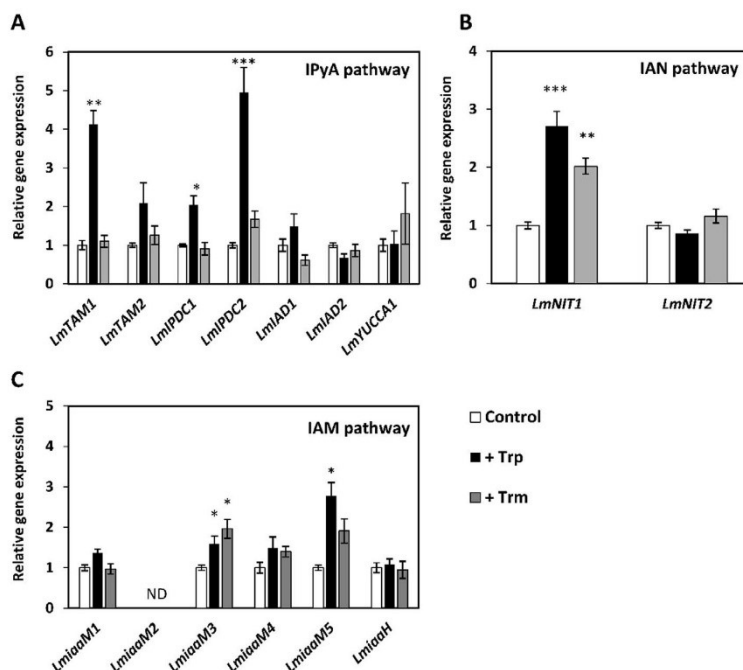 A
Relative gene expression
6
5
4
3
2
1
0
IPyA pathway
**
*
***
LmTAM1
LmTAM2
LmIPDC1
LmIPDC2
LmIAD1
LmIAD2
LmYUCCA1
B
Relative gene expression
4
3
2
1
0
IAN pathway
***
**
LmNIT1
LmNIT2
C
Relative gene expression
5
4
3
2
1
0
IAM pathway
ND
*
*
*
LmiaaM1
LmiaaM2
LmiaaM3
LmiaaM4
LmiaaM5
LmiaaH
Control
+ Trp
+ Trm